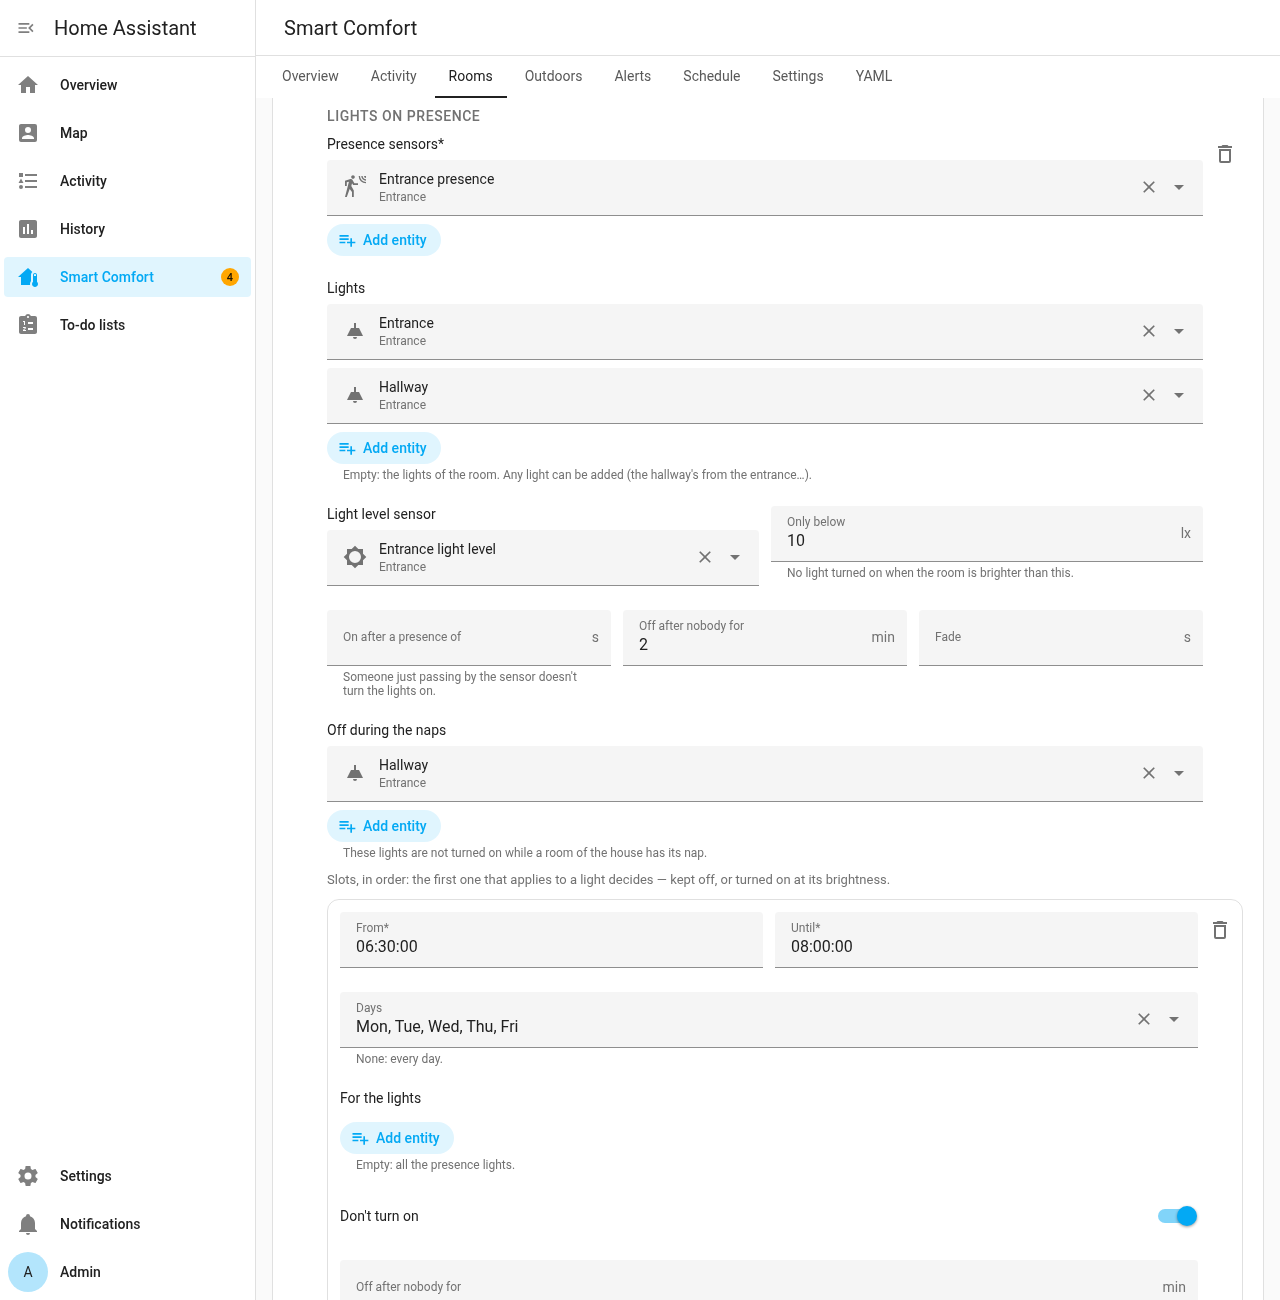 Home Assistant
Smart Comfort
Overview
Map
Activity
History
Smart Comfort
4
To-do lists
Settings
Notifications
A
Admin
Overview
Activity
Rooms
Outdoors
Alerts
Schedule
Settings
YAML
LIGHTS ON PRESENCE
Presence sensors*
Entrance presence
Entrance
Add entity
Lights
Entrance
Entrance
Hallway
Entrance
Add entity
Empty: the lights of the room. Any light can be added (the hallway's from the entrance…).
Light level sensor
Entrance light level
Entrance
Only below
10
lx
No light turned on when the room is brighter than this.
On after a presence of
s
Someone just passing by the sensor doesn't
turn the lights on.
Off after nobody for
2
min
Fade
s
Off during the naps
Hallway
Entrance
Add entity
These lights are not turned on while a room of the house has its nap.
Slots, in order: the first one that applies to a light decides — kept off, or turned on at its brightness.
From*
06:30:00
Until*
08:00:00
Days
Mon, Tue, Wed, Thu, Fri
None: every day.
For the lights
Add entity
Empty: all the presence lights.
Don't turn on
Off after nobody for
min